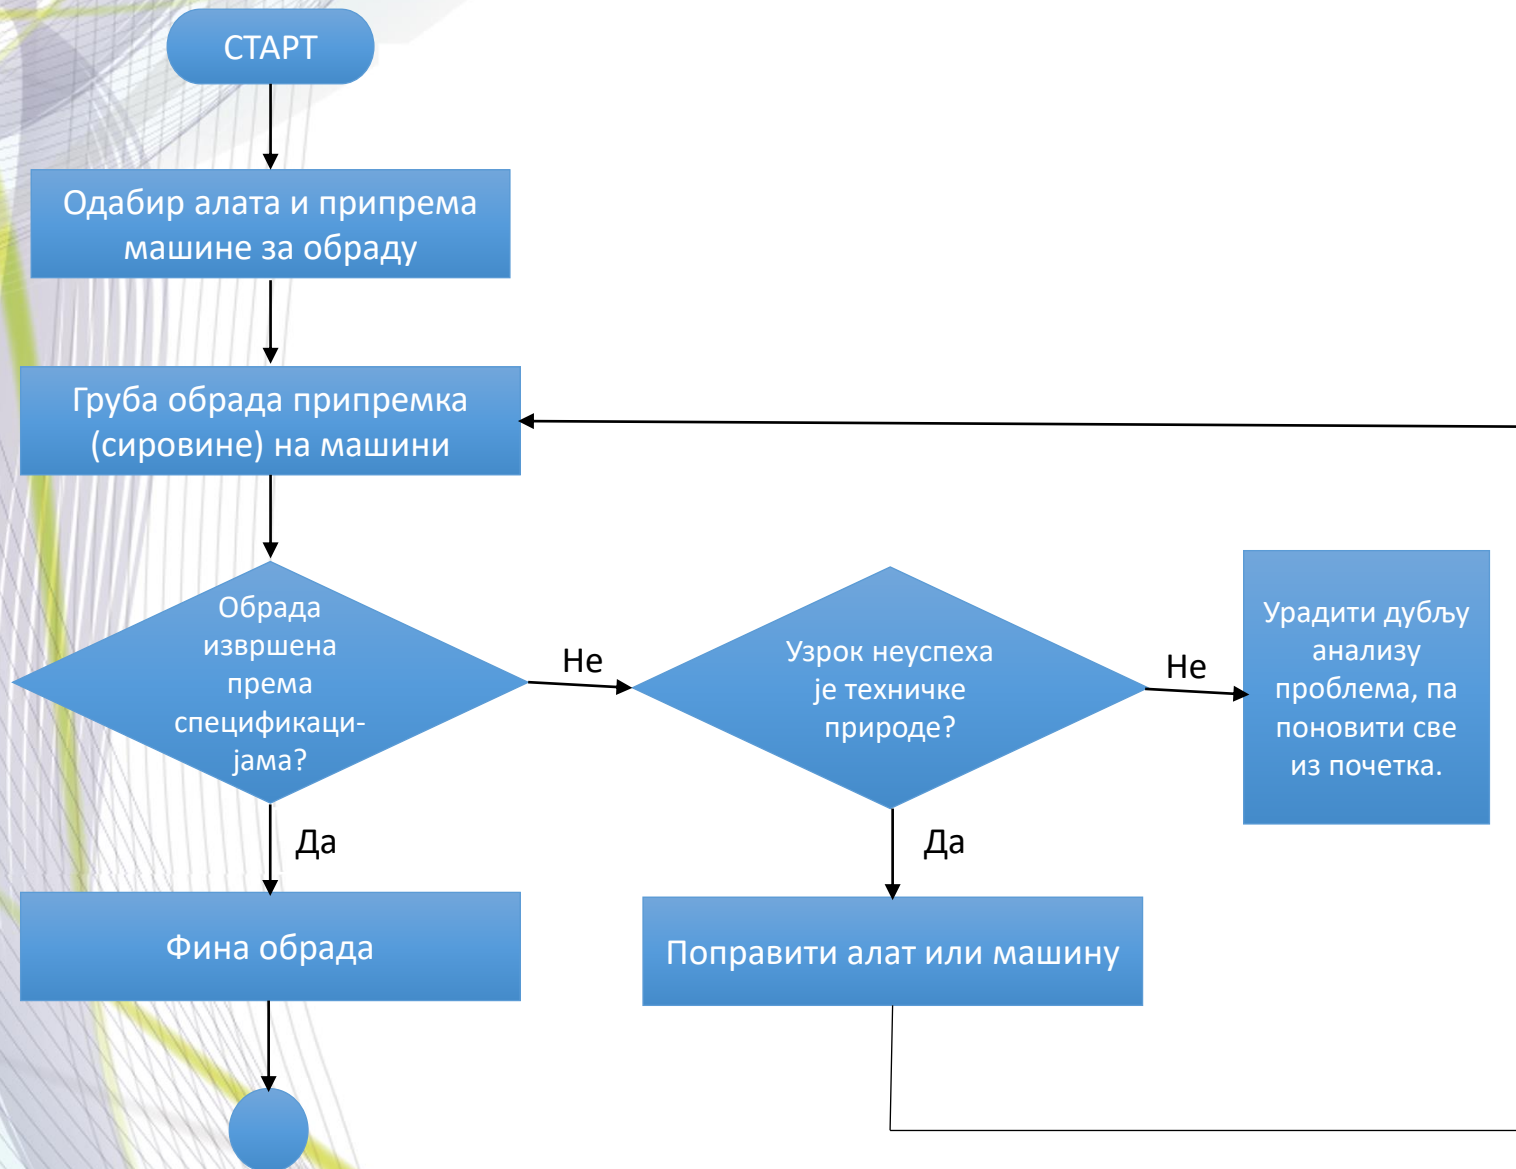 СТАРТ
Одабир алата и припрема
машине за обраду
Груба обрада припремка
(сировине) на машини
Обрада
извршена
према
спецификаци-
јама?
Не
Узрок неуспеха
је техничке
природе?
Не
Урадити дубљу
анализу
проблема, па
поновити све
из почетка.
Да
Да
Фина обрада
Поправити алат или машину